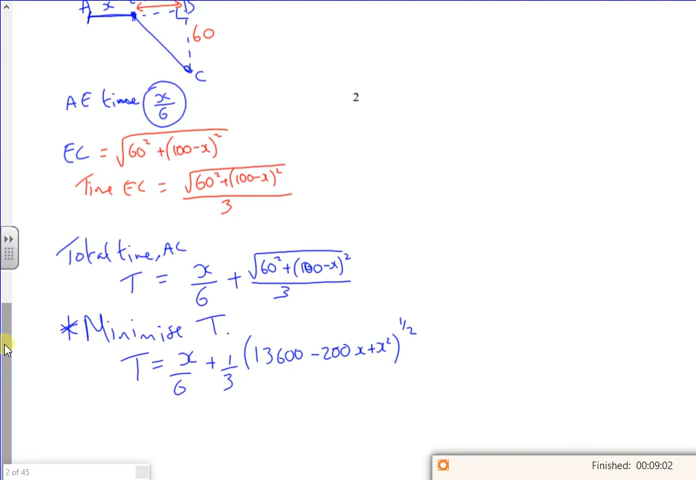 A x D
60
C
AE time x/6
2
EC = √(60² + (100-x)²)
Time EC = √(60² + (100-x)²) / 3
Total time, AC
T = x/6 + √(60² + (100-x)²) / 3
*Minimise T.
T = x/6 + 1/3 (13600 - 200x + x²)^1/2
2 of 45
Finished: 00:09:02